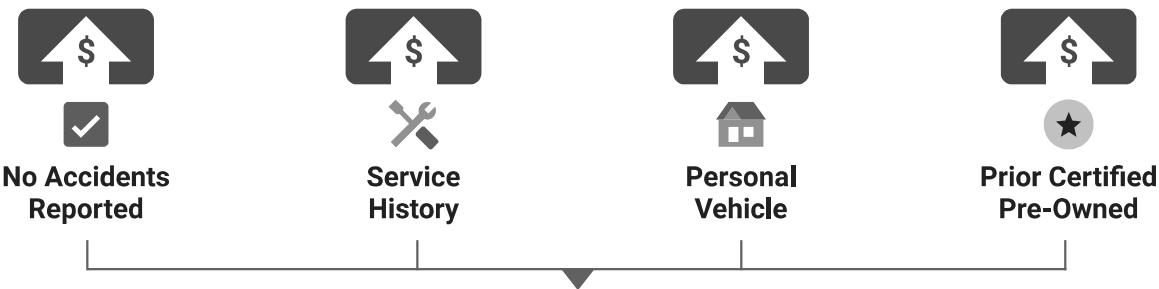 $ $ $ $
No Accidents
Reported
Service
History
Personal
Vehicle
Prior Certified
Pre-Owned